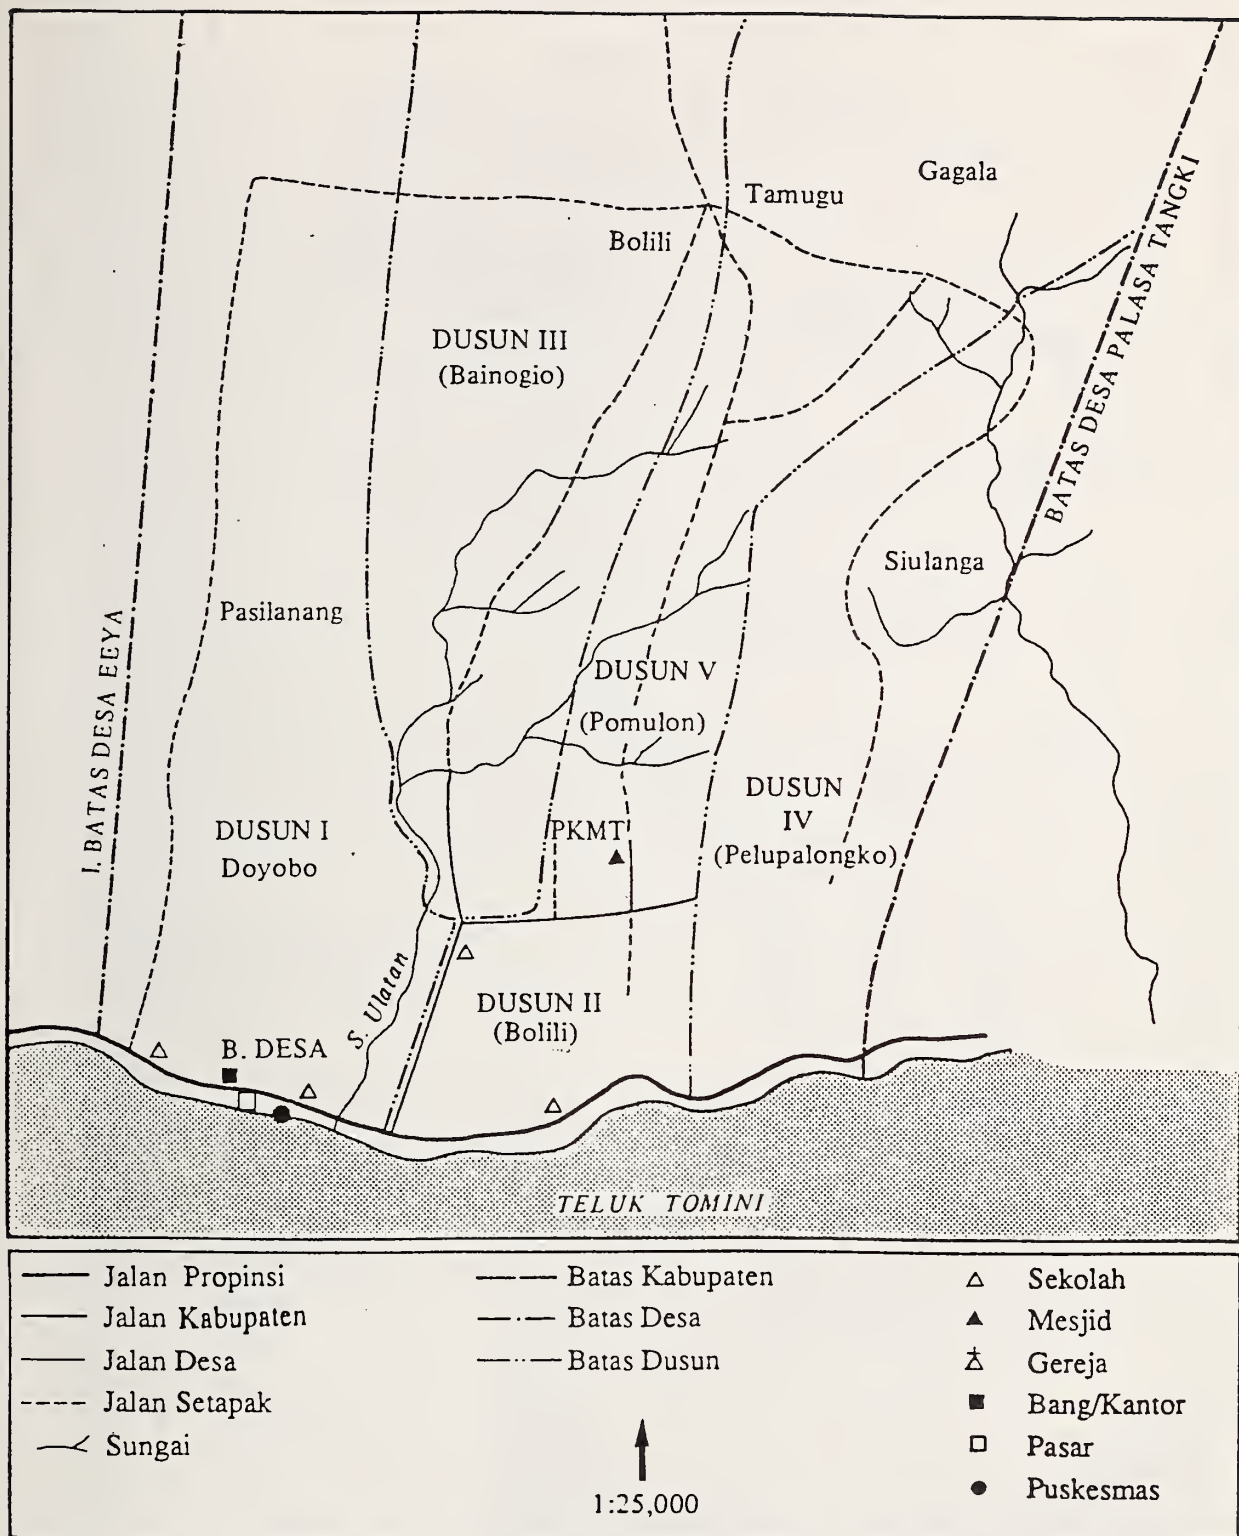 Gagala
Tamugu
Bolili
BATAS DESA PALASA TANGKI
DUSUN III
(Bainogio)
Siulanga
Pasilanang
BATAS DESA EEYA
DUSUN V
(Pomulon)
DUSUN
IV
(Pelupalongko)
DUSUN I
Doyobo
PKMT
S. Ulatan
DUSUN II
(Bolili)
B. DESA
TELUK TOMINI
Jalan Propinsi
Jalan Kabupaten
Jalan Desa
Jalan Setapak
Sungai
Batas Kabupaten
Batas Desa
Batas Dusun
1:25,000
Sekolah
Mesjid
Gereja
Bang/Kantor
Pasar
Puskesmas